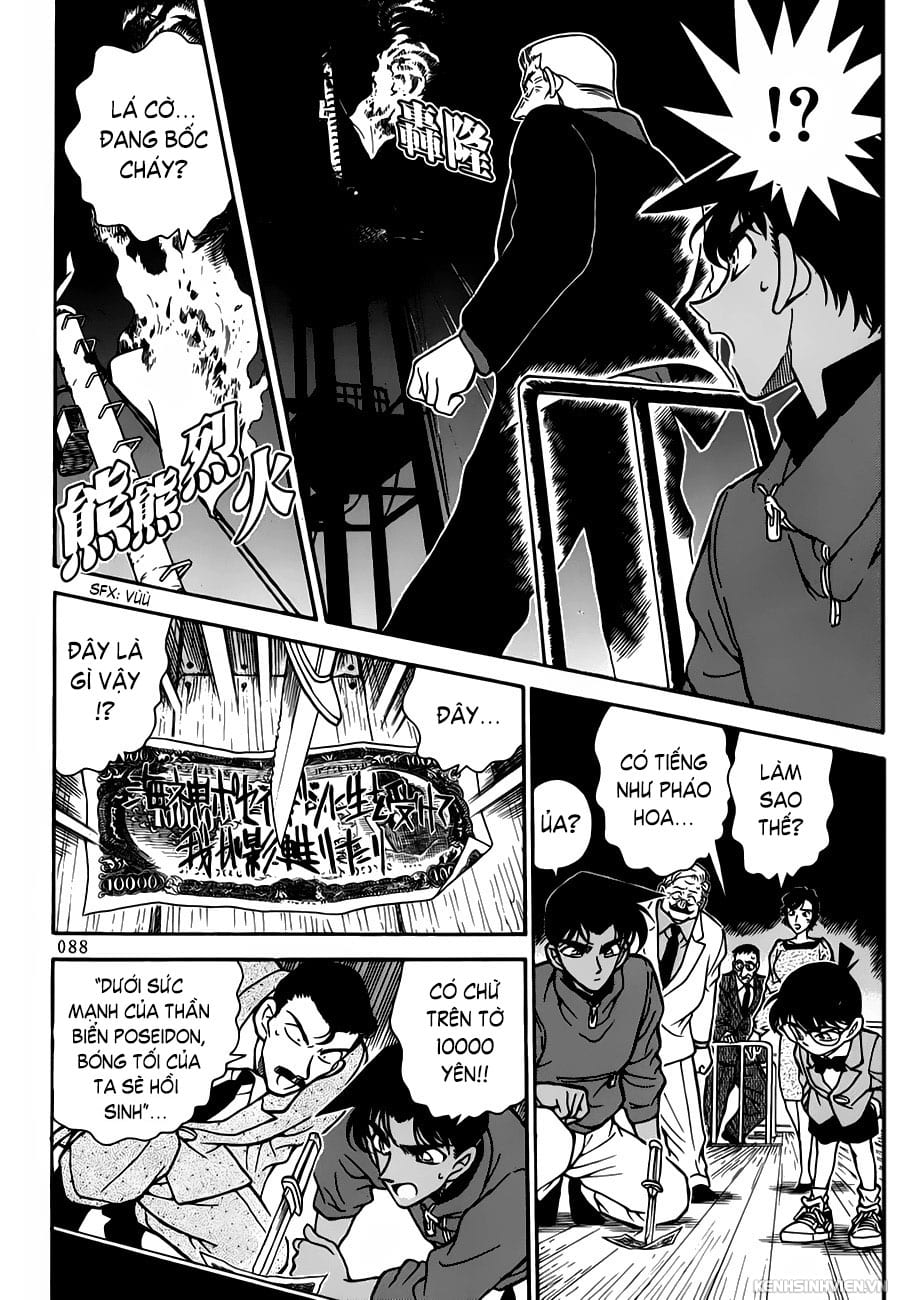 !?
轟隆
LÁ CỜ...
ĐANG BỐC
CHÁY?
熊熊烈火
SFX: VÙÙ
LÀM
SAO
THẾ?
CÓ TIẾNG
NHƯ PHÁO
HOA...
ỦA?
ĐÂY LÀ
GÌ VẬY
!?
ĐÂY...
10000
088
CÓ CHỮ
TRÊN TỜ
10000
YÊN!!
"DƯỚI SỨC
MẠNH CỦA THẦN
BIỂN POSEIDON,
BÓNG TỐI CỦA
TA SẼ HỒI
SINH"...
KENHSINHVIEN.VN